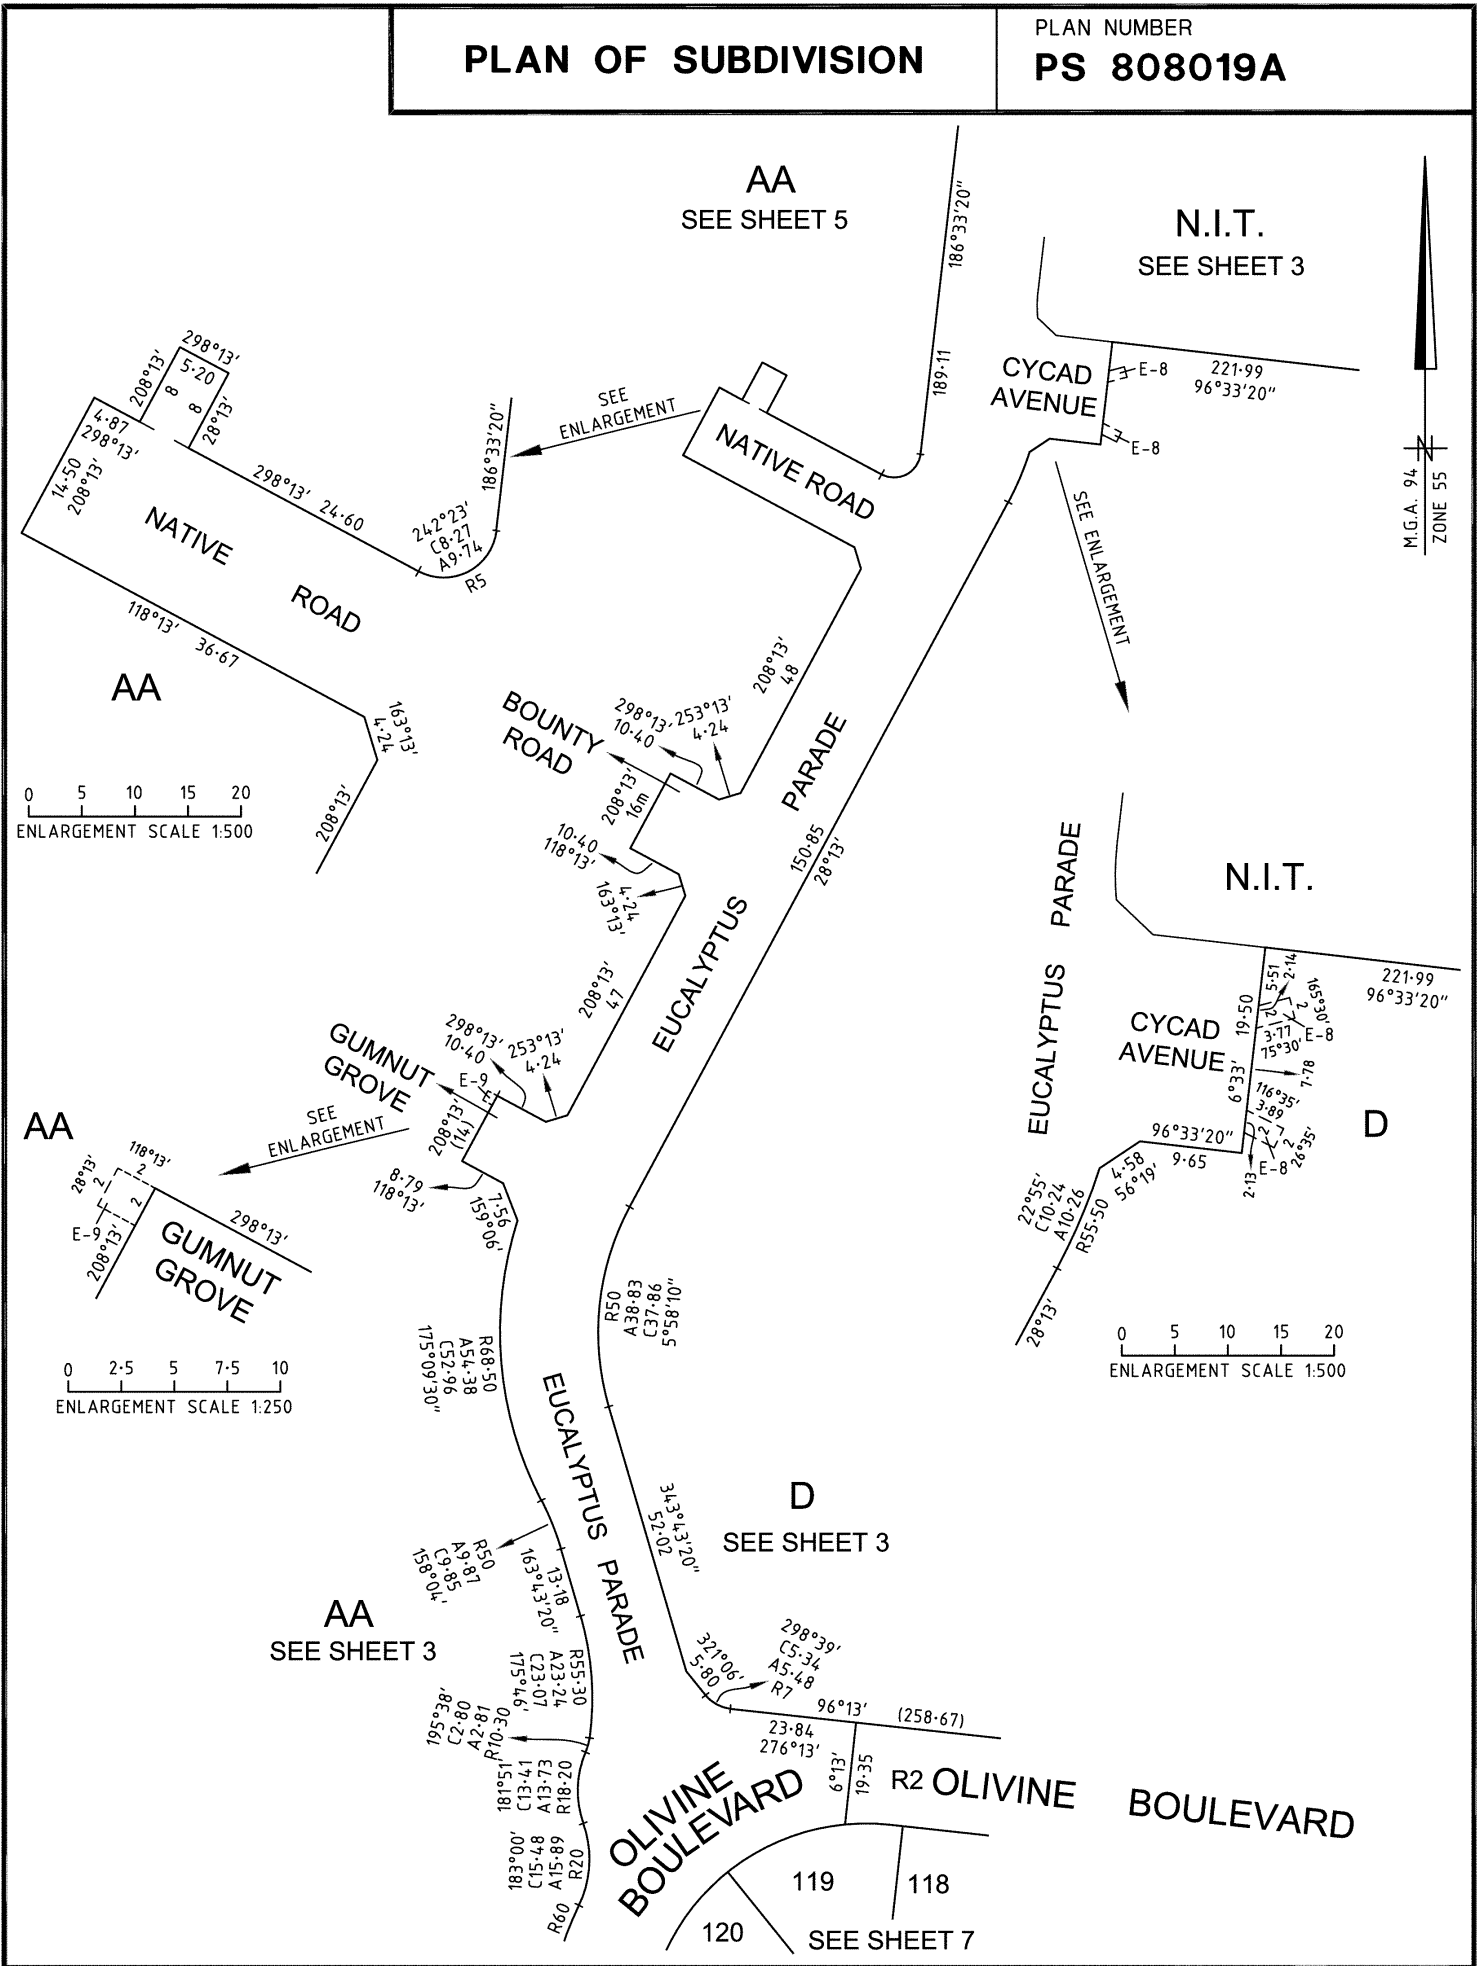 PLAN OF SUBDIVISION
PLAN NUMBER
PS 808019A
AA
SEE SHEET 5
186°33'20"
189·11
N.I.T.
SEE SHEET 3
CYCAD
AVENUE
E-8
E-8
221·99
96°33'20"
M.G.A. 94
ZONE 55
N
298°13'
5·20
208°13'
8
8
28°13'
4·87
298°13'
14·50
208°13'
298°13' 24·60
NATIVE
ROAD
242°23'
C8·27
A9·74
R5
186°33'20"
SEE
ENLARGEMENT
NATIVE ROAD
118°13' 36·67
AA
163°13'
4·24
208°13'
0 5 10 15 20
ENLARGEMENT SCALE 1:500
SEE ENLARGEMENT
208°13'
48
BOUNTY
ROAD
298°13'
10·40
253°13'
4·24
208°13'
16m
10·40
118°13'
4·24
163°13'
EUCALYPTUS PARADE
150·85
28°13'
208°13'
47
GUMNUT
GROVE
298°13'
10·40
253°13'
4·24
E-9
208°13'
(14)
8·79
118°13'
7·56
159°06'
AA
SEE
ENLARGEMENT
118°13'
2
28°13'
2
2
E-9
208°13'
298°13'
GUMNUT
GROVE
0 2·5 5 7·5 10
ENLARGEMENT SCALE 1:250
EUCALYPTUS PARADE
N.I.T.
221·99
96°33'20"
CYCAD
AVENUE
19·50
6°33'
5·51
2·14
165°30'
2
2
E-8
3·77
75°30'
7·78
116°35'
3·89
2
2
26°35'
E-8
2·13
D
96°33'20"
9·65
4·58
56°19'
22°55'
C10·24
A10·26
R55·50
28°13'
0 5 10 15 20
ENLARGEMENT SCALE 1:500
R50
A38·83
C37·86
5°58'10"
R68·50
A54·38
C52·96
175°09'30"
EUCALYPTUS PARADE
343°43'20"
52·02
D
SEE SHEET 3
R50
A9·87
C9·85
158°04'
13·18
163°43'20"
AA
SEE SHEET 3
R55·30
A23·24
C23·07
175°46'
195°38'
C2·80
A2·81
R10·30
181°51'
C13·41
A13·73
R18·20
183°00'
C15·48
A15·89
R20
R60
321°06'
5·80
298°39'
C5·34
A5·48
R7
96°13' (258·67)
23·84
276°13'
6°13'
19·35
OLIVINE
BOULEVARD
R2 OLIVINE BOULEVARD
119
118
120
SEE SHEET 7